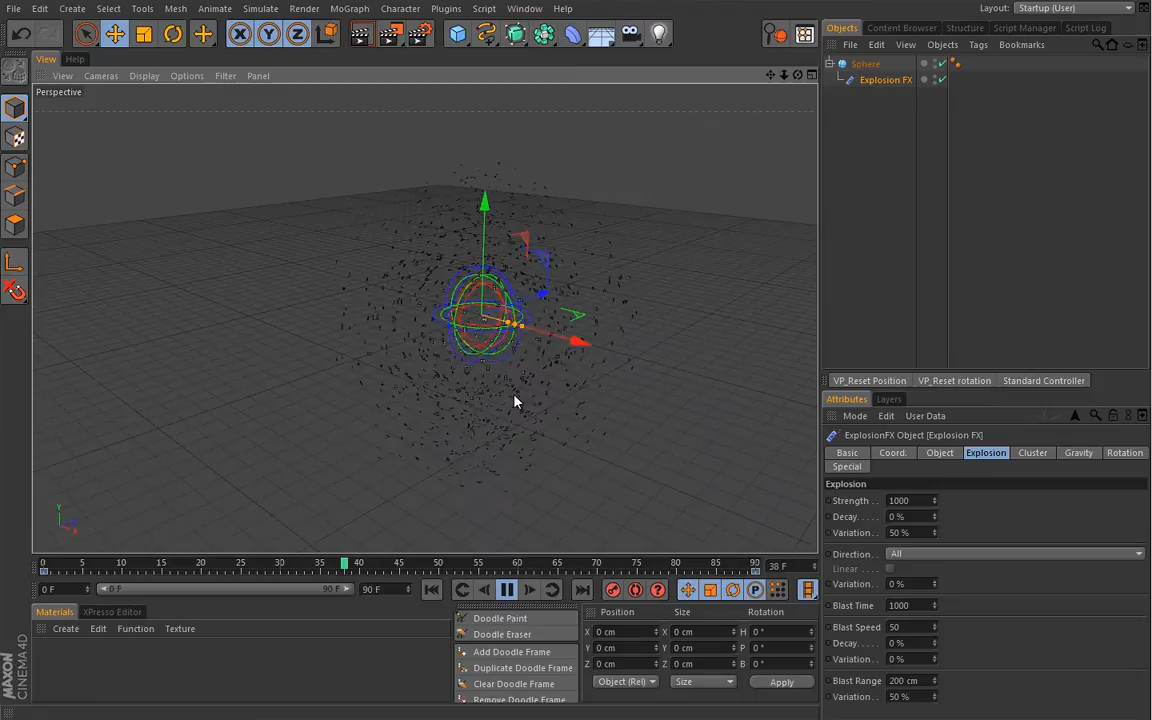 File Edit Create Select Tools Mesh Snap Animate Simulate Render MoGraph Character Plugins Script Window Help
Layout: Startup (User)
Objects Content Browser Structure Script Manager Script Log
File Edit View Objects Tags Bookmarks
Sphere
Explosion FX
View Help
View Cameras Display Options Filter Panel
Perspective
X Y Z
VP_Reset Position VP_Reset rotation Standard Controller
Attributes Layers
Mode Edit User Data
ExplosionFX Object [Explosion FX]
Basic Coord. Object Explosion Cluster Gravity Rotation
Special
Explosion
Strength . . 1000
Decay. . . . . 0 %
Variation. . 50 %
Direction. . All
Linear
Variation. . 0 %
Blast Time 1000
Blast Speed 50
Decay. . . . . 0 %
Variation. . 0 %
Blast Range 200 cm
Variation. . 50 %
Y
X
0 5 10 15 20 25 30 35 40 45 50 55 60 65 70 75 80 85 90 38 F
0 F 0 F 90 F 90 F
Materials XPresso Editor
Create Edit Function Texture
Doodle Paint
Doodle Eraser
Add Doodle Frame
Duplicate Doodle Frame
Clear Doodle Frame
Remove Doodle Frame
Position Size Rotation
X 0 cm X 0 cm H 0 °
Y 0 cm Y 0 cm P 0 °
Z 0 cm Z 0 cm B 0 °
Object (Rel) Size Apply
MAXON CINEMA 4D